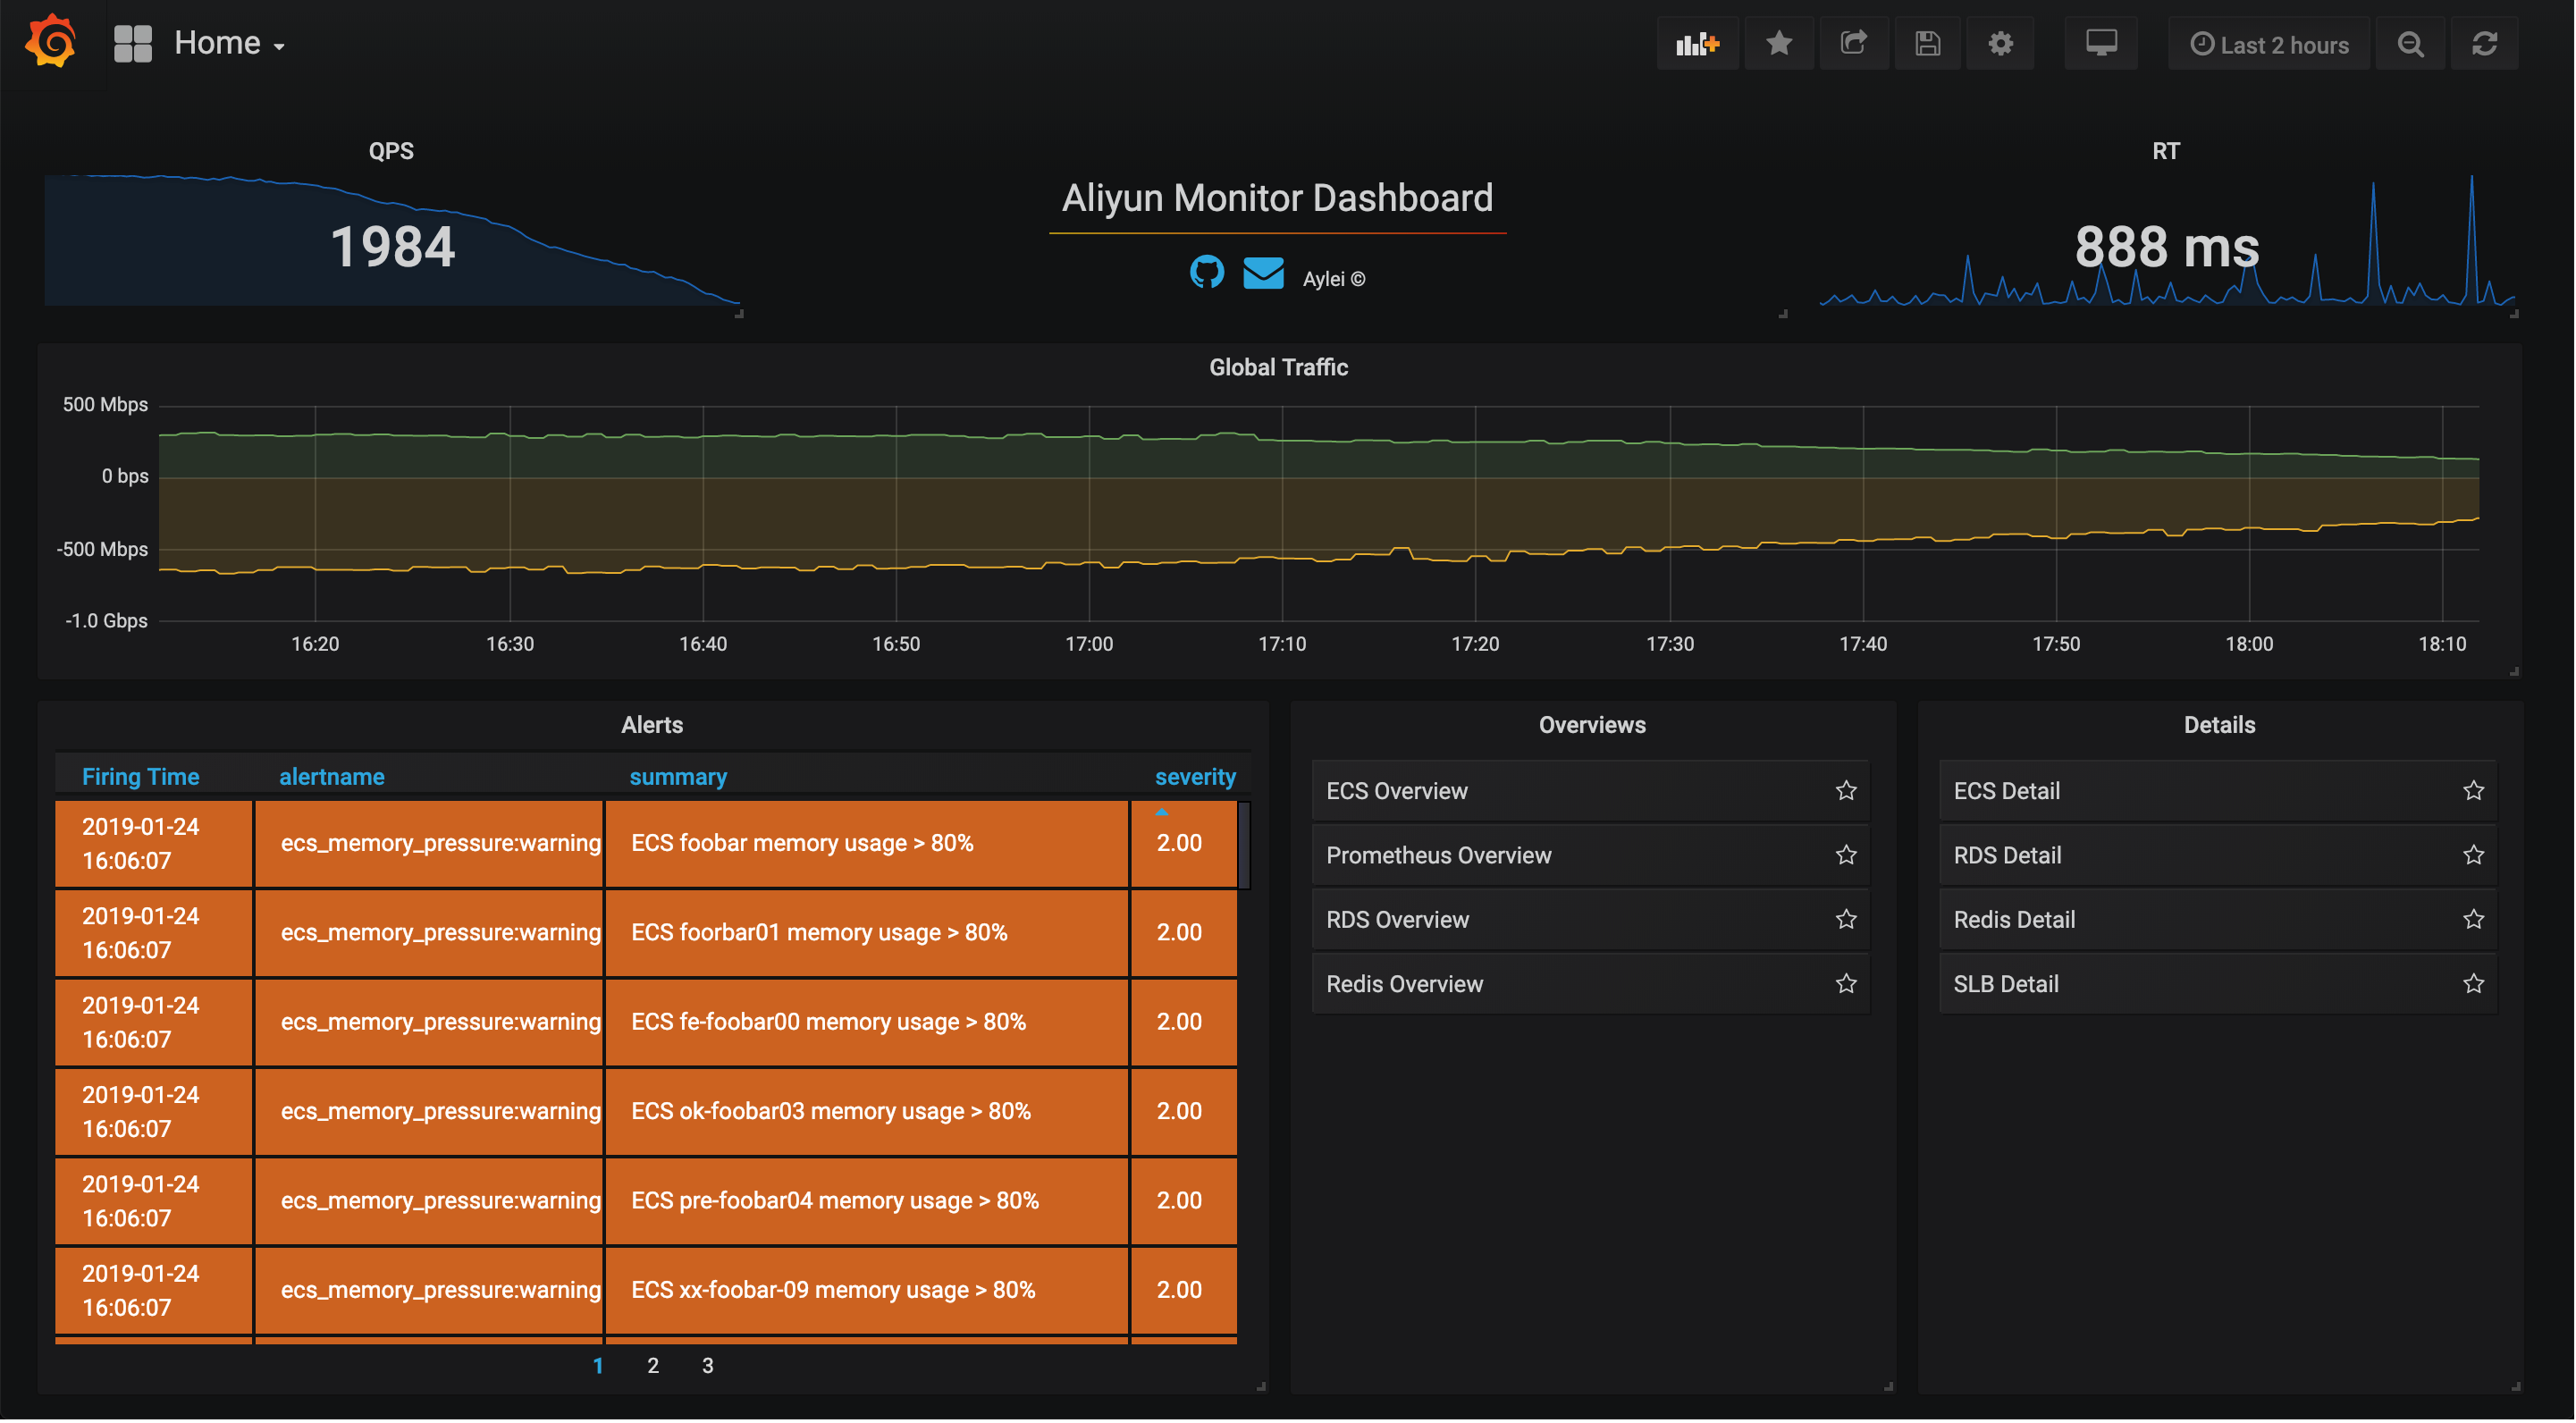 Home
Last 2 hours
QPS
1984
Aliyun Monitor Dashboard
Aylei ©
RT
888 ms
Global Traffic
500 Mbps
0 bps
-500 Mbps
-1.0 Gbps
16:20 16:30 16:40 16:50 17:00 17:10 17:20 17:30 17:40 17:50 18:00 18:10
Alerts
Firing Time alertname summary severity
2019-01-24
16:06:07
ecs_memory_pressure:warning ECS foobar memory usage > 80% 2.00
2019-01-24
16:06:07
ecs_memory_pressure:warning ECS foorbar01 memory usage > 80% 2.00
2019-01-24
16:06:07
ecs_memory_pressure:warning ECS fe-foobar00 memory usage > 80% 2.00
2019-01-24
16:06:07
ecs_memory_pressure:warning ECS ok-foobar03 memory usage > 80% 2.00
2019-01-24
16:06:07
ecs_memory_pressure:warning ECS pre-foobar04 memory usage > 80% 2.00
2019-01-24
16:06:07
ecs_memory_pressure:warning ECS xx-foobar-09 memory usage > 80% 2.00
1 2 3
Overviews
ECS Overview
Prometheus Overview
RDS Overview
Redis Overview
Details
ECS Detail
RDS Detail
Redis Detail
SLB Detail